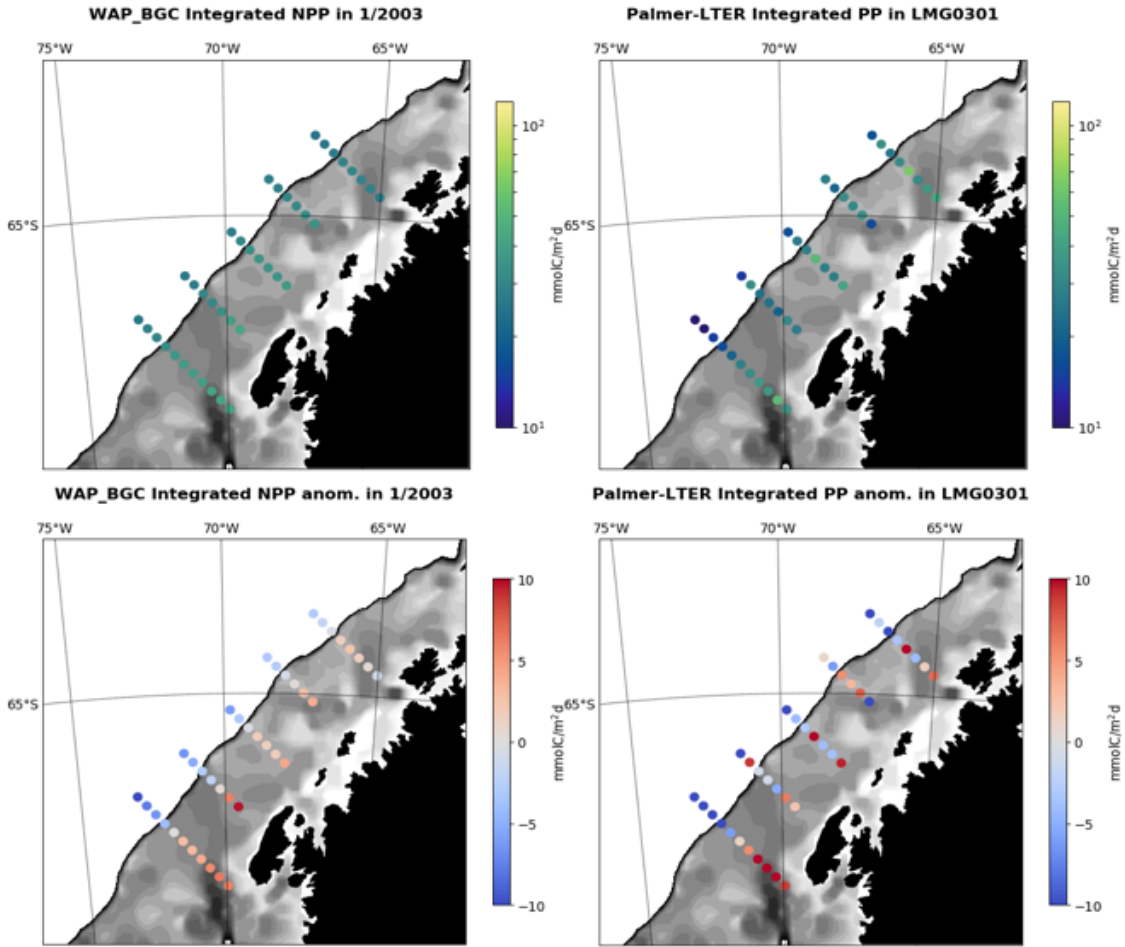 WAP_BGC Integrated NPP in 1/2003
75°W 70°W 65°W
65°S
10²
10¹
mmolC/m²d
Palmer-LTER Integrated PP in LMG0301
75°W 70°W 65°W
65°S
10²
10¹
mmolC/m²d
WAP_BGC Integrated NPP anom. in 1/2003
75°W 70°W 65°W
65°S
10
5
0
−5
−10
mmolC/m²d
Palmer-LTER Integrated PP anom. in LMG0301
75°W 70°W 65°W
65°S
10
5
0
−5
−10
mmolC/m²d